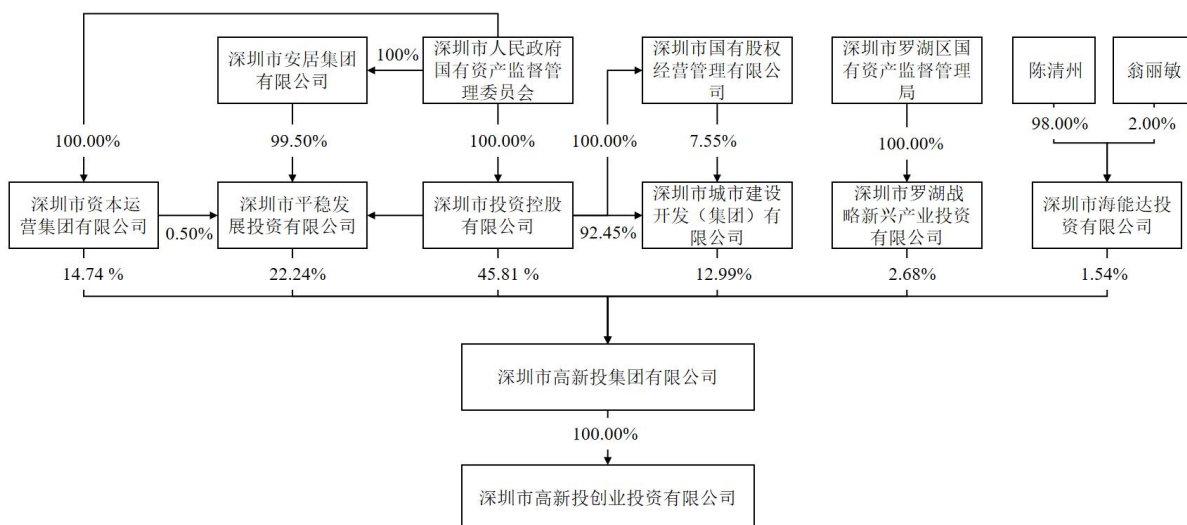 深圳市安居集团
有限公司
100%
深圳市人民政府
国有资产监督管
理委员会
深圳市国有股权
经营管理有限公
司
深圳市罗湖区国
有资产监督管理
局
陈清州
翁丽敏
100.00%
99.50%
100.00%
100.00%
7.55%
100.00%
98.00%
2.00%
深圳市资本运
营集团有限公司
0.50%
深圳市平稳发
展投资有限公司
深圳市投资控股
有限公司
92.45%
深圳市城市建设
开发（集团）有
限公司
深圳市罗湖战
略新兴产业投资
有限公司
深圳市海能达投
资有限公司
14.74 %
22.24%
45.81 %
12.99%
2.68%
1.54%
深圳市高新投集团有限公司
100.00%
深圳市高新投创业投资有限公司